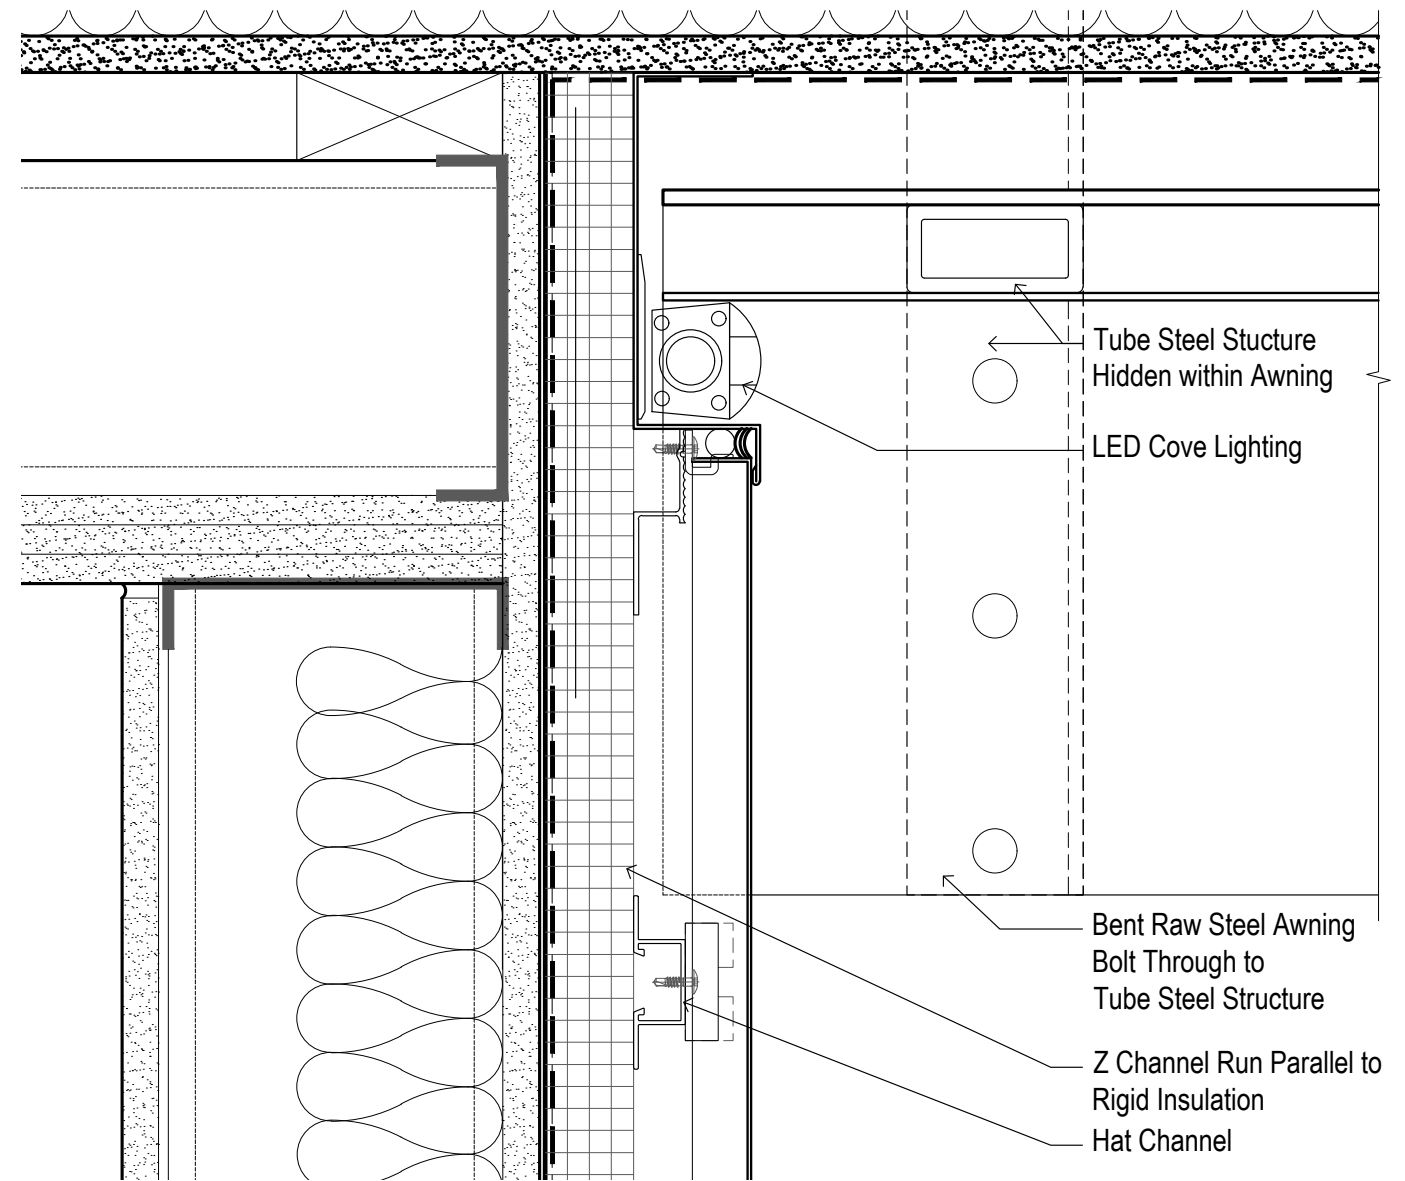 Tube Steel Stucture
Hidden within Awning
LED Cove Lighting
Bent Raw Steel Awning
Bolt Through to
Tube Steel Structure
Z Channel Run Parallel to
Rigid Insulation
Hat Channel